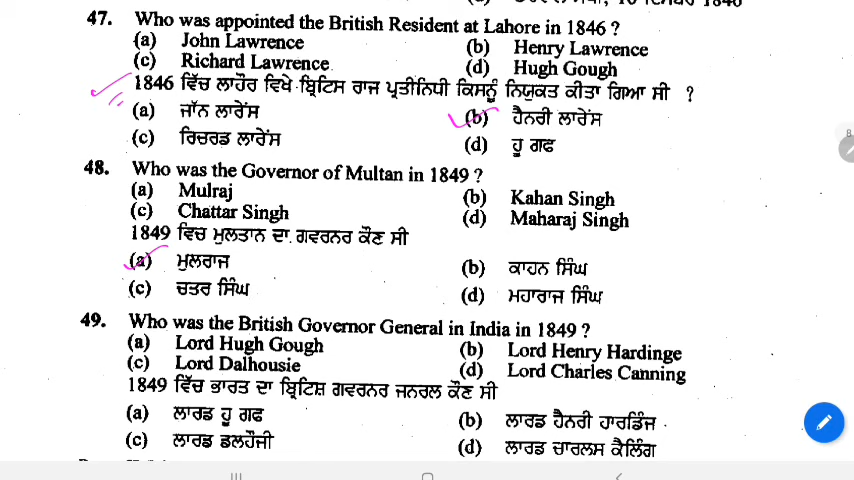 47. Who was appointed the British Resident at Lahore in 1846 ?
(a) John Lawrence (b) Henry Lawrence
(c) Richard Lawrence (d) Hugh Gough
1846 ਵਿੱਚ ਲਾਹੌਰ ਵਿਖੇ ਬ੍ਰਿਟਿਸ ਰਾਜ ਪ੍ਰਤੀਨਿਧੀ ਕਿਸਨੂੰ ਨਿਯੁਕਤ ਕੀਤਾ ਗਿਆ ਸੀ ?
(a) ਜਾੱਨ ਲਾਰੇਂਸ (b) ਹੈਨਰੀ ਲਾਰੇਂਸ
(c) ਰਿਚਰਡ ਲਾਰੇਂਸ (d) ਹੂ ਗਫ
48. Who was the Governor of Multan in 1849 ?
(a) Mulraj (b) Kahan Singh
(c) Chattar Singh (d) Maharaj Singh
1849 ਵਿਚ ਮੁਲਤਾਨ ਦਾ ਗਵਰਨਰ ਕੌਣ ਸੀ
(a) ਮੁਲਰਾਜ (b) ਕਾਹਨ ਸਿੰਘ
(c) ਚਤਰ ਸਿੰਘ (d) ਮਹਾਰਾਜ ਸਿੰਘ
49. Who was the British Governor General in India in 1849 ?
(a) Lord Hugh Gough (b) Lord Henry Hardinge
(c) Lord Dalhousie (d) Lord Charles Canning
1849 ਵਿੱਚ ਭਾਰਤ ਦਾ ਬ੍ਰਿਟਿਸ਼ ਗਵਰਨਰ ਜਨਰਲ ਕੌਣ ਸੀ
(a) ਲਾਰਡ ਹੂ ਗਫ (b) ਲਾਰਡ ਹੈਨਰੀ ਹਾਰਡਿੰਜ
(c) ਲਾਰਡ ਡਲਹੌਜੀ (d) ਲਾਰਡ ਚਾਰਲਸ ਕੈਲਿੰਗ